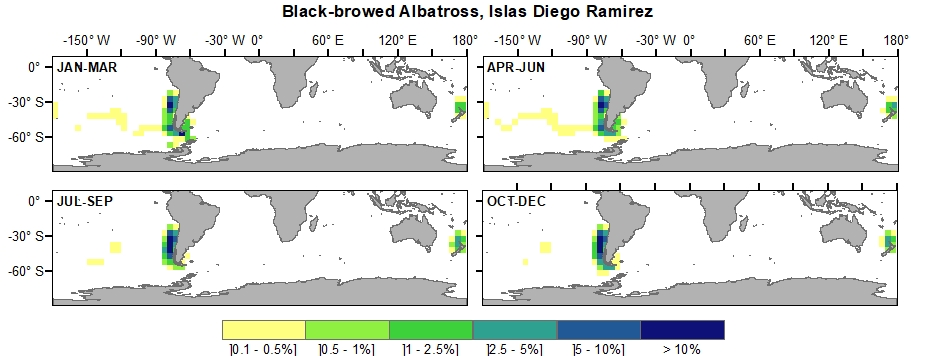 Black-browed Albatross, Islas Diego Ramirez
-150° W -90° W -30° W 0° 60° E 120° E 180° -150° W -90° W -30° W 0° 60° E 120° E 180°
0° JAN-MAR APR-JUN
-30° S
-60° S
0° JUL-SEP OCT-DEC
-30° S
-60° S
]0.1 - 0.5%] ]0.5 - 1%] ]1 - 2.5%] ]2.5 - 5%] ]5 - 10%] > 10%